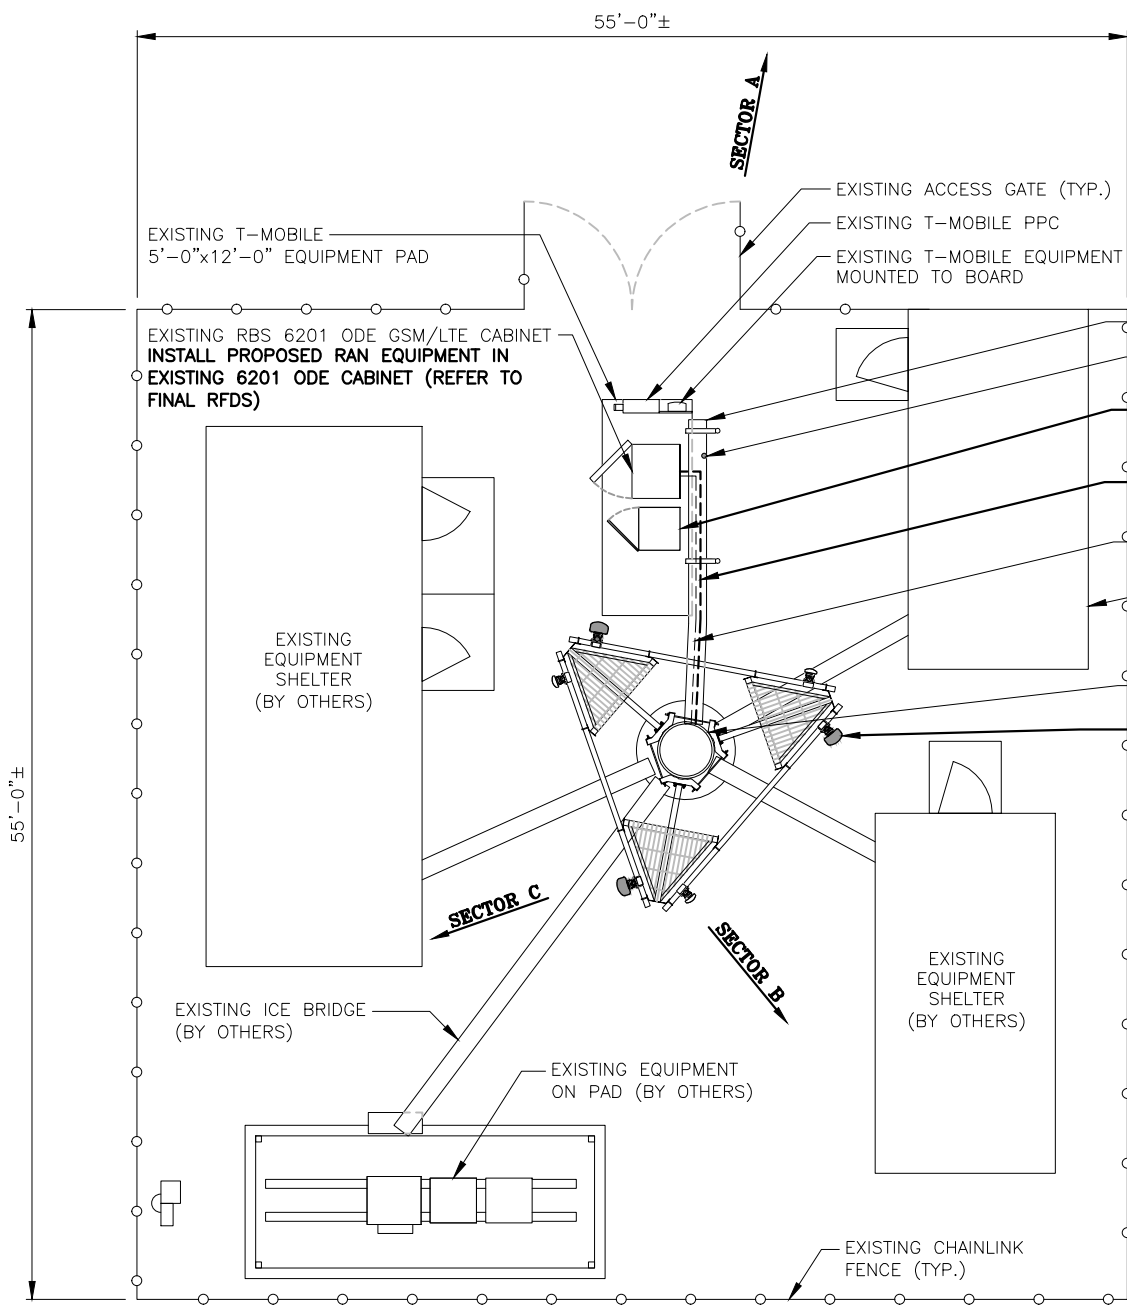 55'-0"±
SECTOR A
EXISTING ACCESS GATE (TYP.)
EXISTING T-MOBILE PPC
EXISTING T-MOBILE
5'-0"x12'-0" EQUIPMENT PAD
EXISTING T-MOBILE EQUIPMENT
MOUNTED TO BOARD
EXISTING RBS 6201 ODE GSM/LTE CABINET
INSTALL PROPOSED RAN EQUIPMENT IN
EXISTING 6201 ODE CABINET (REFER TO
FINAL RFDS)
EXISTING
EQUIPMENT
SHELTER
(BY OTHERS)
55'-0"±
SECTOR C
SECTOR B
EXISTING
EQUIPMENT
SHELTER
(BY OTHERS)
EXISTING ICE BRIDGE
(BY OTHERS)
EXISTING EQUIPMENT
ON PAD (BY OTHERS)
EXISTING CHAINLINK
FENCE (TYP.)